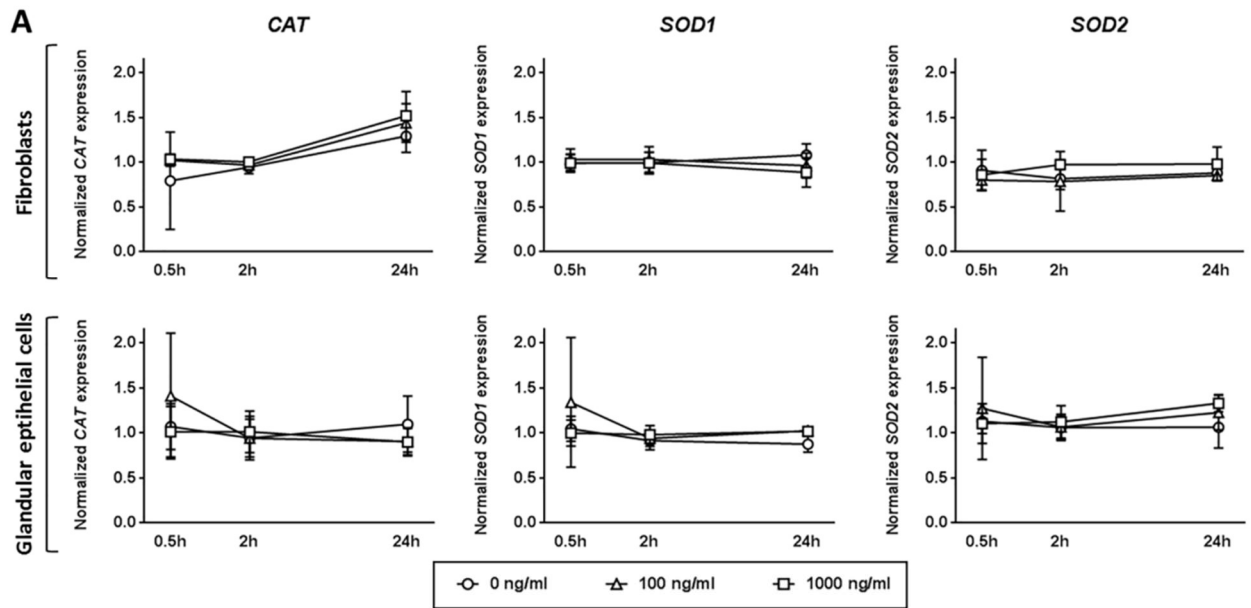 A
CAT
SOD1
SOD2
Fibroblasts
Normalized CAT expression
2.0
1.5
1.0
0.5
0.0
0.5h 2h 24h
Normalized SOD1 expression
2.0
1.5
1.0
0.5
0.0
0.5h 2h 24h
Normalized SOD2 expression
2.0
1.5
1.0
0.5
0.0
0.5h 2h 24h
Glandular eptithelial cells
Normalized CAT expression
2.0
1.5
1.0
0.5
0.0
0.5h 2h 24h
Normalized SOD1 expression
2.0
1.5
1.0
0.5
0.0
0.5h 2h 24h
Normalized SOD2 expression
2.0
1.5
1.0
0.5
0.0
0.5h 2h 24h
0 ng/ml 100 ng/ml 1000 ng/ml